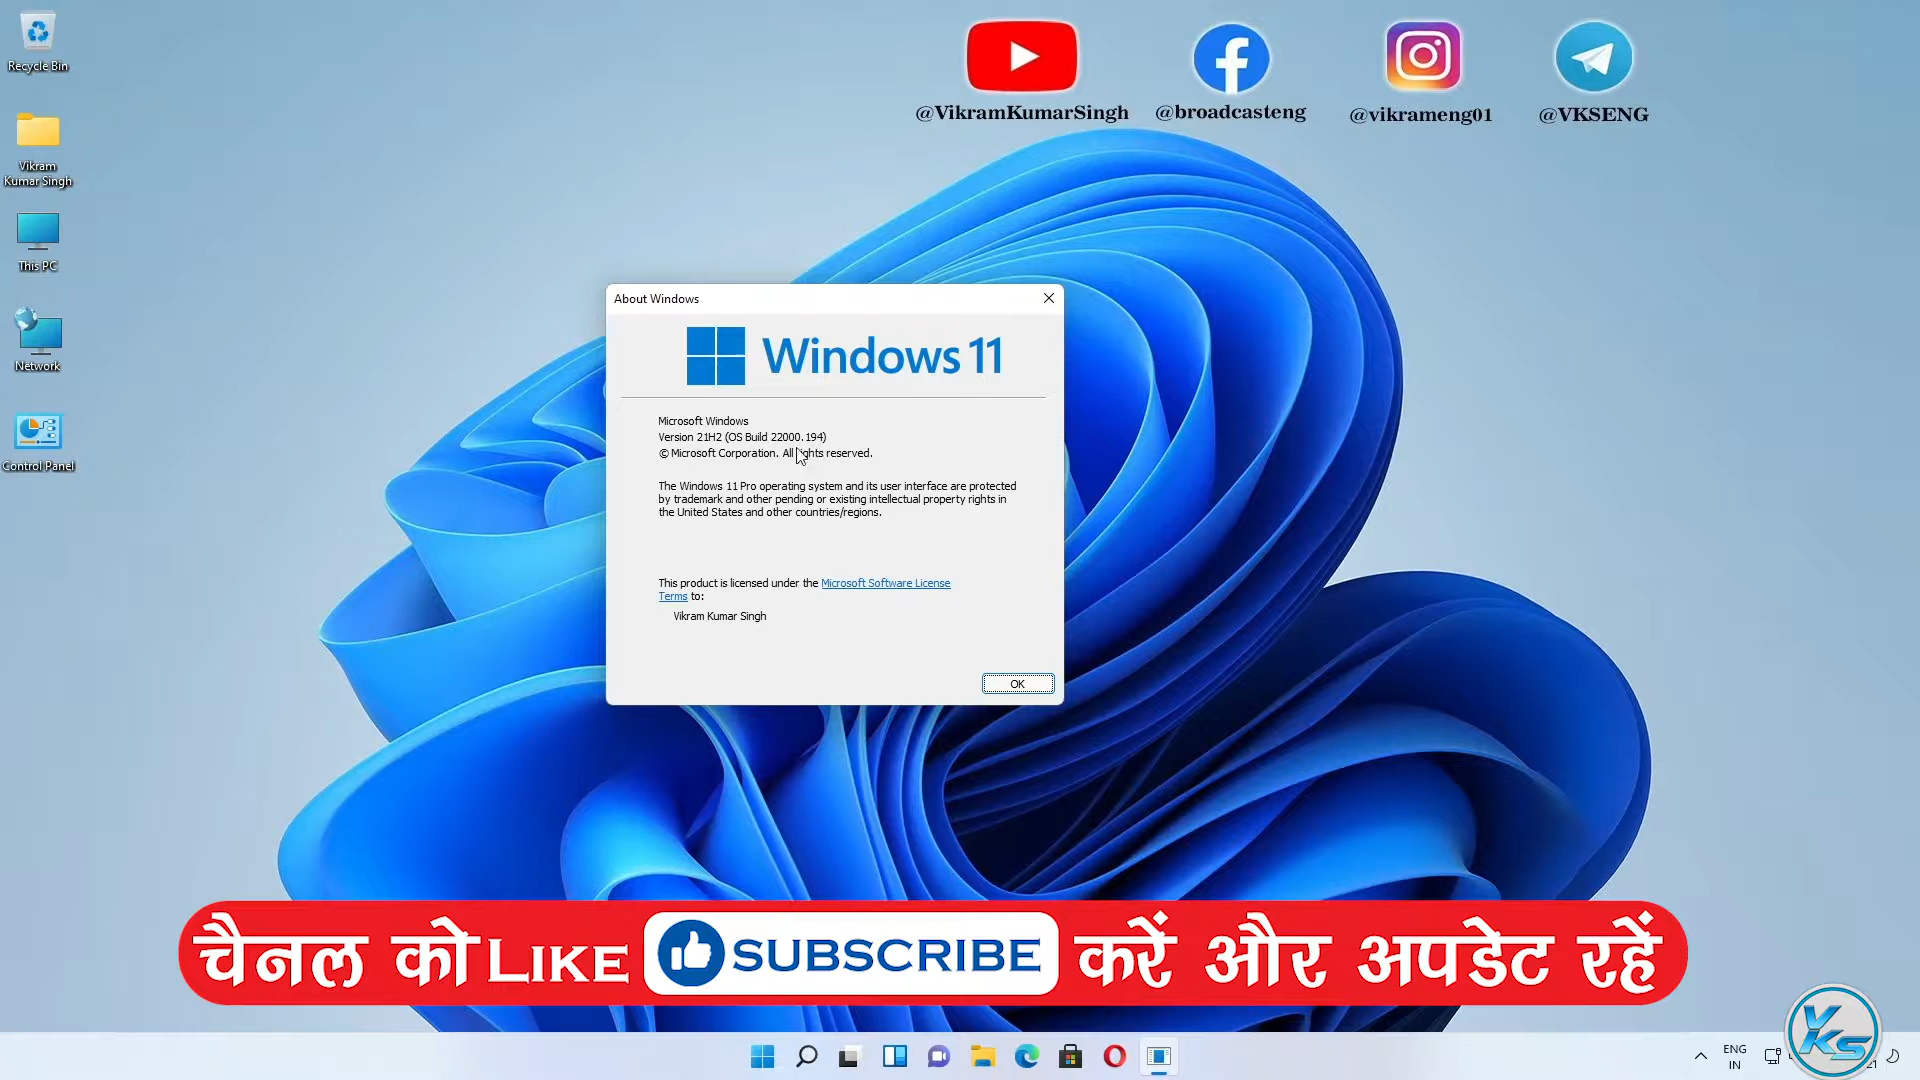 Recycle Bin
Vikram
Kumar Singh
This PC
Network
Control Panel
@VikramKumarSingh
@broadcasteng
@vikrameng01
@VKSENG
About Windows
Windows 11
Microsoft Windows
Version 21H2 (OS Build 22000.194)
© Microsoft Corporation. All rights reserved.
The Windows 11 Pro operating system and its user interface are protected
by trademark and other pending or existing intellectual property rights in
the United States and other countries/regions.
This product is licensed under the Microsoft Software License
Terms to:
Vikram Kumar Singh
OK
चैनल को LIKE SUBSCRIBE करें और अपडेट रहें
ENG
IN
VKS